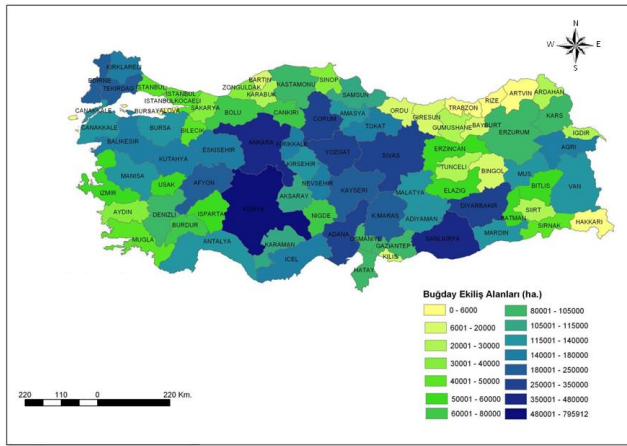 N
W E
S
KIRKLARELI
EDIRNE
TEKIRDAG
ISTANBUL
ISTANBUL
ISTANBUL KOCAELI
YALOVA
BURSA
CANAKKALE
CANAKKALE
SAKARYA
ZONGULDAK
BARTIN
KARABUK
KASTAMONU
SINOP
SAMSUN
ORDU
GIRESUN
TRABZON
RIZE
ARTVIN
ARDAHAN
KARS
IGDIR
GUMUSHANE
BAYBURT
ERZURUM
AGRI
BOLU
CANKIRI
CORUM
AMASYA
TOKAT
BURSA
BILECIK
BALIKESIR
KUTAHYA
ESKISEHIR
ANKARA
KIRIKKALE
YOZGAT
SIVAS
ERZINCAN
TUNCELI
BINGOL
MUS
VAN
BITLIS
MANISA
USAK
AFYON
KIRSEHIR
NEVSEHIR
KAYSERI
MALATYA
ELAZIG
DIYARBAKIR
BATMAN
SIIRT
SIRNAK
HAKKARI
IZMIR
AYDIN
DENIZLI
ISPARTA
BURDUR
MUGLA
ANTALYA
KONYA
AKSARAY
NIGDE
KARAMAN
ICEL
ADANA
K.MARAS
OSMANIYE
GAZIANTEP
KILIS
HATAY
ADIYAMAN
SANLIURFA
MARDIN
Buğday Ekiliş Alanları (ha.)
0 - 6000
6001 - 20000
20001 - 30000
30001 - 40000
40001 - 50000
50001 - 60000
60001 - 80000
80001 - 105000
105001 - 115000
115001 - 140000
140001 - 180000
180001 - 250000
250001 - 350000
350001 - 480000
480001 - 795912
220 110 0 220 Km.